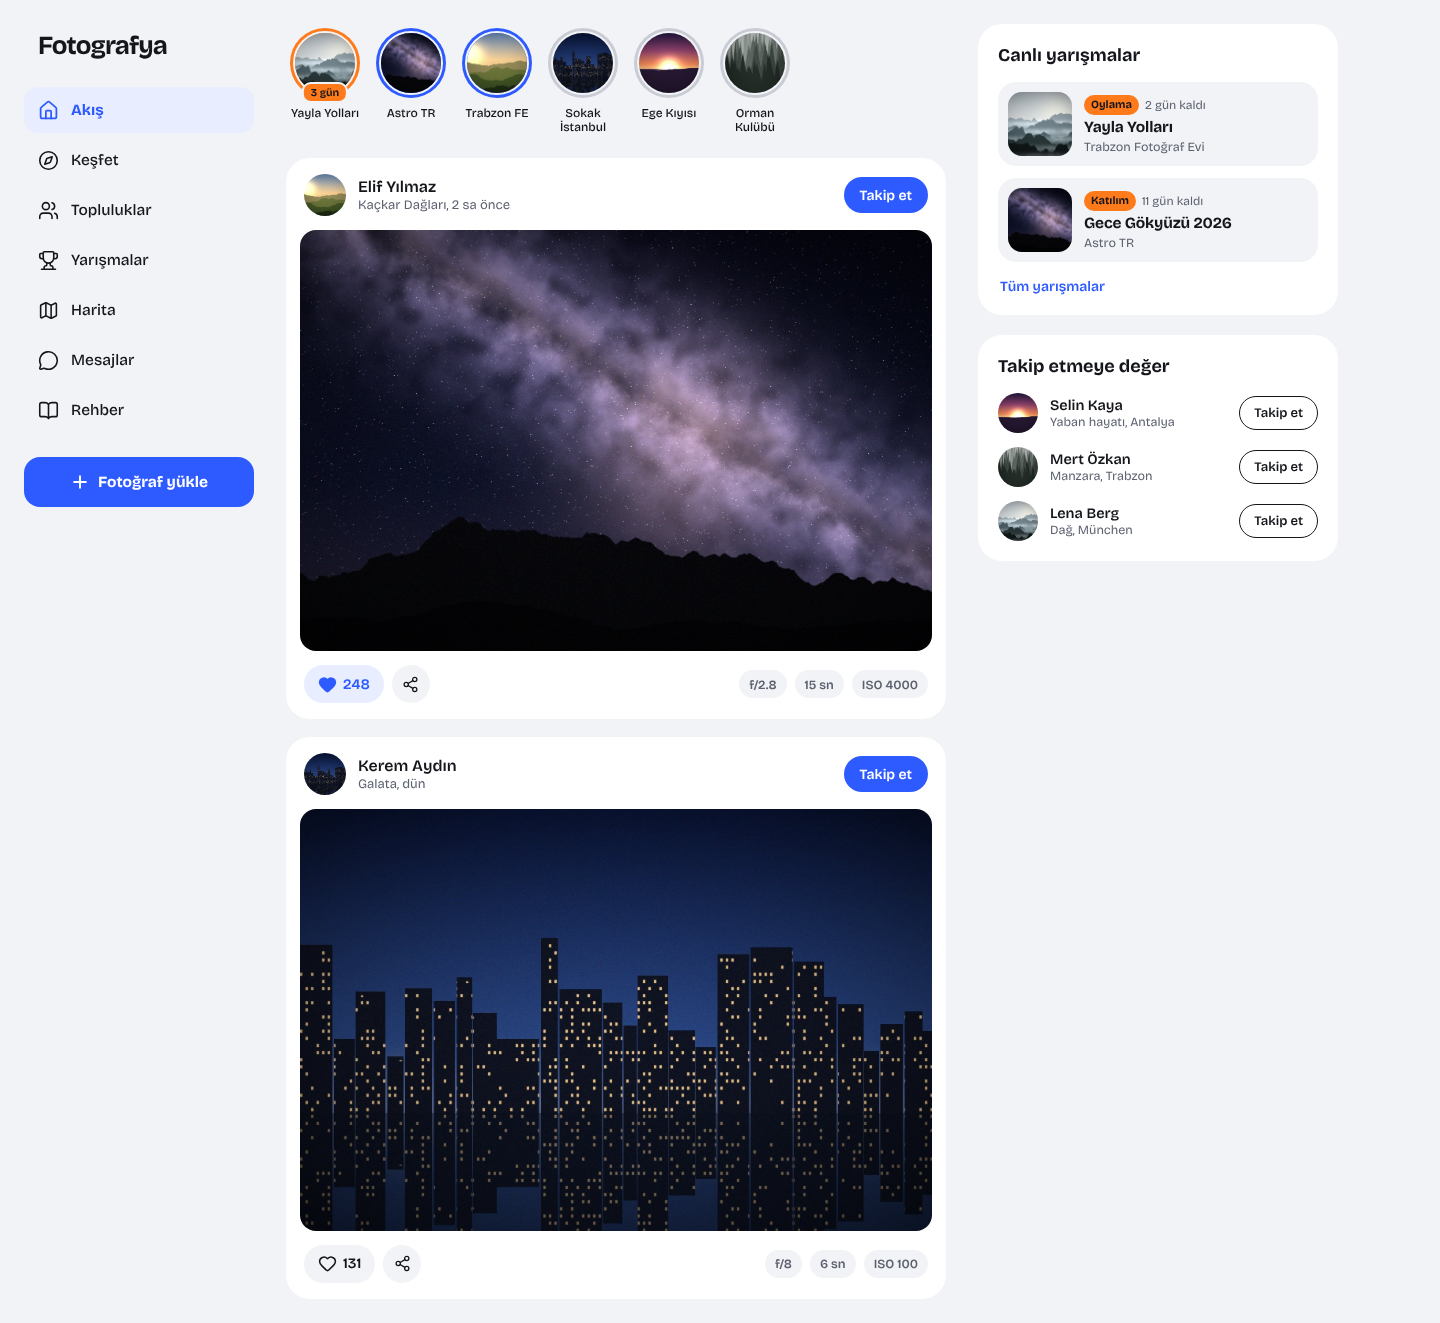 Fotografya
Akış
Keşfet
Topluluklar
Yarışmalar
Harita
Mesajlar
Rehber
Fotoğraf yükle
3 gün
Yayla Yolları
Astro TR
Trabzon FE
Sokak
İstanbul
Ege Kıyısı
Orman
Kulübü
Elif Yılmaz
Kaçkar Dağları, 2 sa önce
Takip et
248
f/2.8
15 sn
ISO 4000
Kerem Aydın
Galata, dün
Takip et
131
f/8
6 sn
ISO 100
Canlı yarışmalar
Oylama 2 gün kaldı
Yayla Yolları
Trabzon Fotoğraf Evi
Katılım 11 gün kaldı
Gece Gökyüzü 2026
Astro TR
Tüm yarışmalar
Takip etmeye değer
Selin Kaya
Yaban hayatı, Antalya
Takip et
Mert Özkan
Manzara, Trabzon
Takip et
Lena Berg
Dağ, München
Takip et